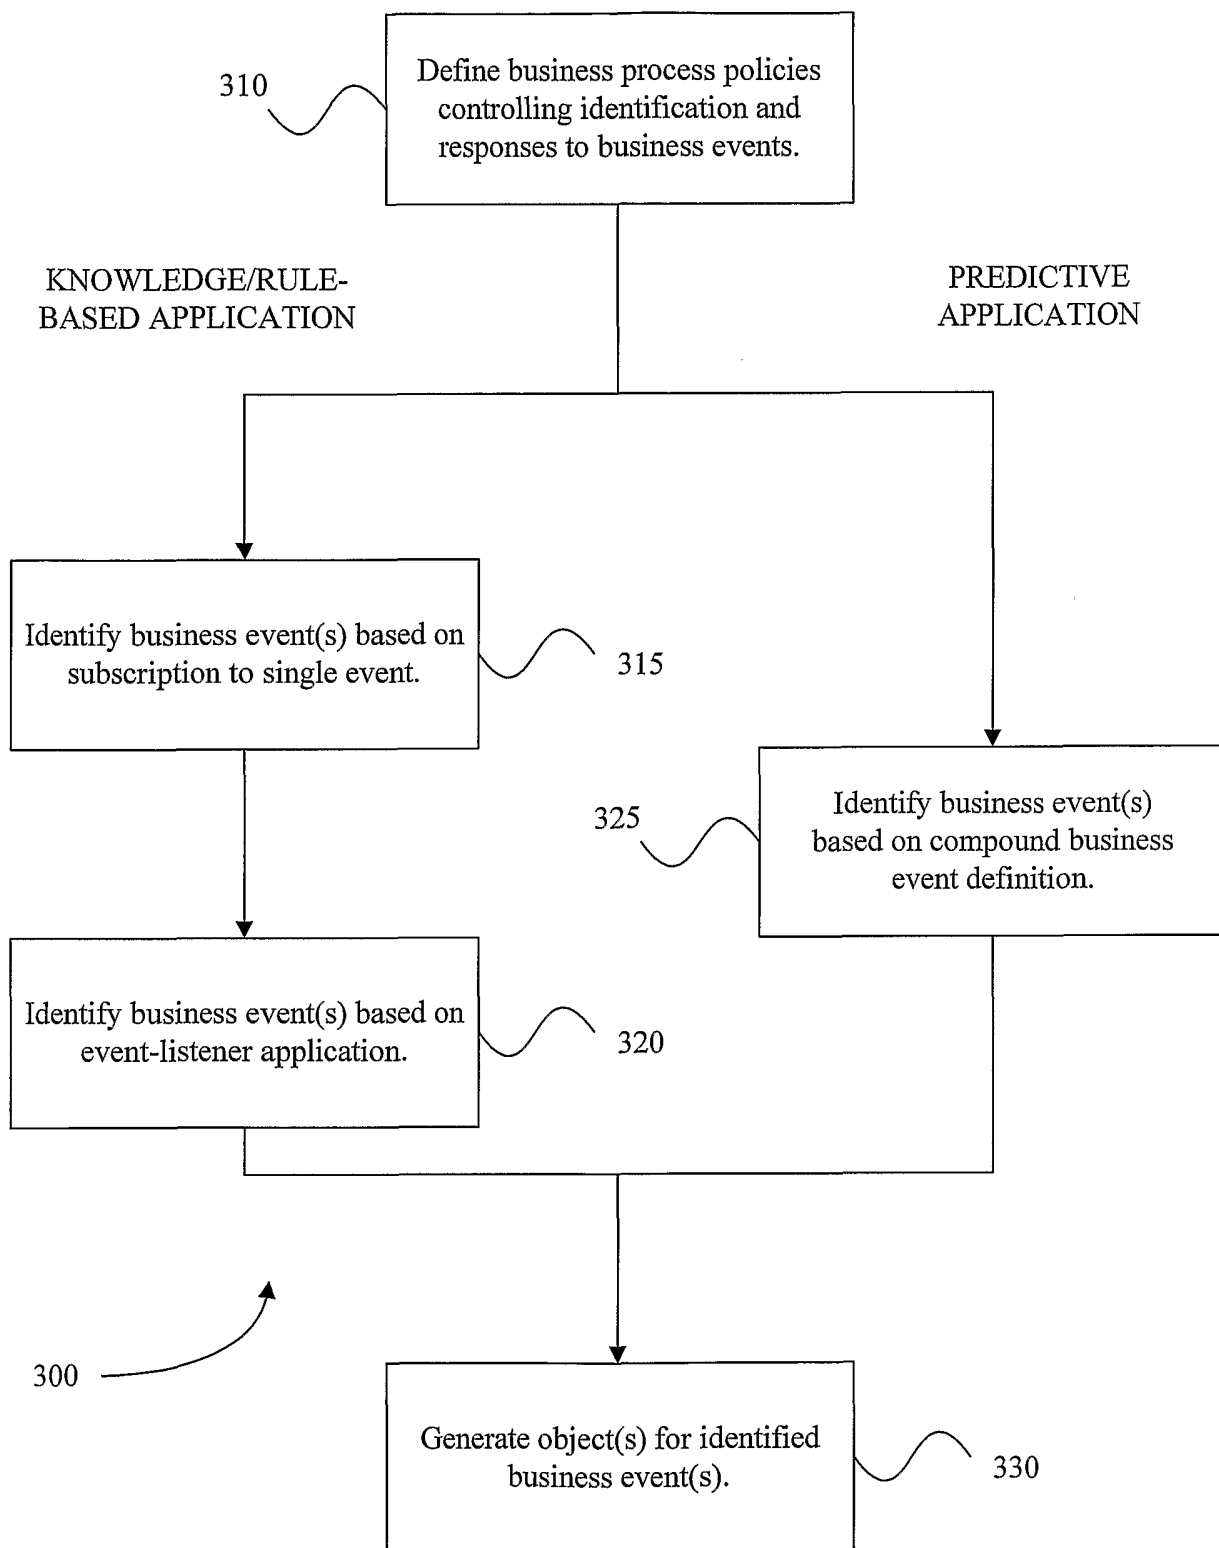 310
Define business process policies
controlling identification and
responses to business events.
KNOWLEDGE/RULE-
BASED APPLICATION
PREDICTIVE
APPLICATION
Identify business event(s) based on
subscription to single event.
315
325
Identify business event(s)
based on compound business
event definition.
Identify business event(s) based on
event-listener application.
320
300
Generate object(s) for identified
business event(s).
330